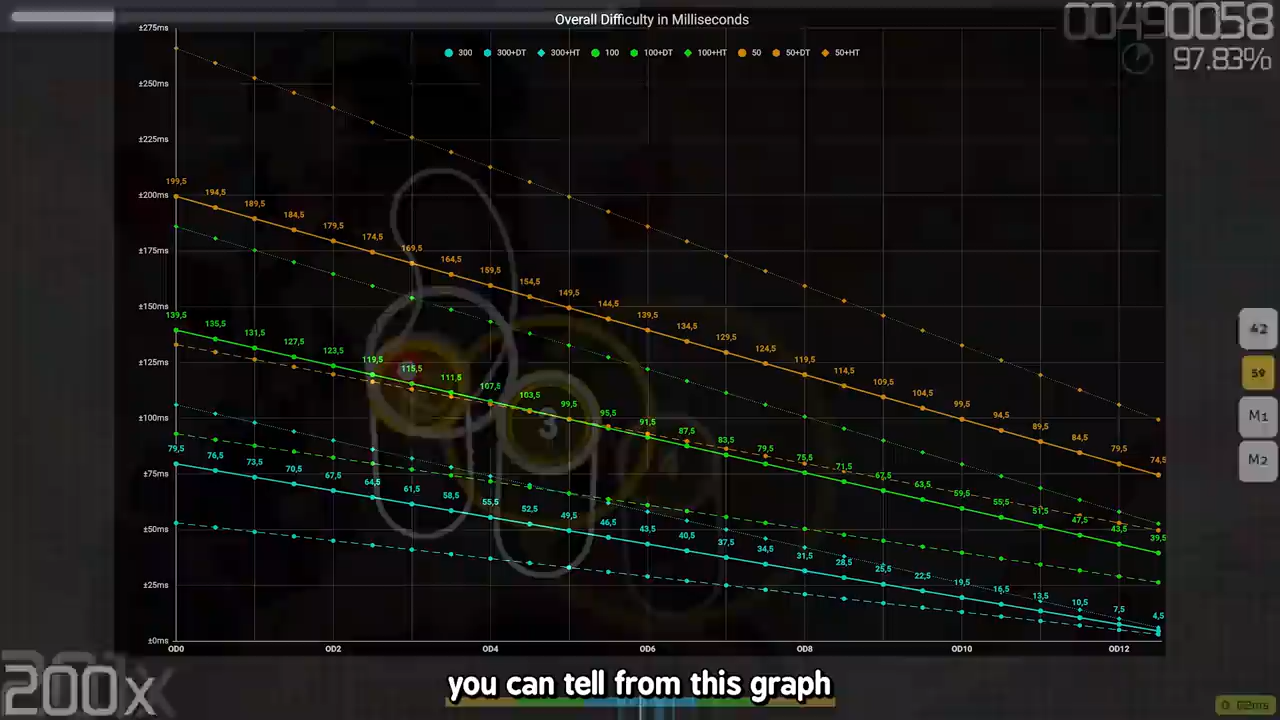 Overall Difficulty in Milliseconds
00490058
97.83%
±275ms
300 300+DT 300+HT 100 100+DT 100+HT 50 50+DT 50+HT
±250ms
±225ms
±200ms
199,5 194,5 189,5 184,5 179,5 174,5 169,5 164,5 159,5 154,5 149,5 144,5 139,5 134,5 129,5 124,5 119,5 114,5 109,5 104,5 99,5 94,5 89,5 84,5 79,5 74,5
±175ms
±150ms
139,5 135,5 131,5 127,5 123,5 119,5 115,5 111,5 107,5 103,5 99,5 95,5 91,5 87,5 83,5 79,5 75,5 71,5 67,5 63,5 59,5 55,5 51,5 47,5 43,5 39,5
±125ms
±100ms
3
79,5 76,5 73,5 70,5 67,5 64,5 61,5 58,5 55,5 52,5 49,5 46,5 43,5 40,5 37,5 34,5 31,5 28,5 25,5 22,5 19,5 16,5 13,5 10,5 7,5 4,5
±75ms
±50ms
±25ms
±0ms
OD0 OD2 OD4 OD6 OD8 OD10 OD12
42
59
M1
M2
200x
you can tell from this graph